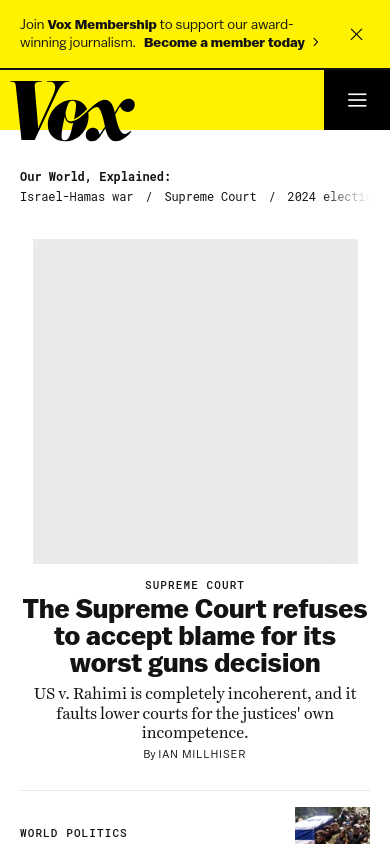 Join Vox Membership to support our award-
winning journalism. Become a member today
Vox
Our World, Explained:
Israel-Hamas war / Supreme Court / 2024 electi
SUPREME COURT
The Supreme Court refuses
to accept blame for its
worst guns decision
US v. Rahimi is completely incoherent, and it
faults lower courts for the justices' own
incompetence.
By IAN MILLHISER
WORLD POLITICS